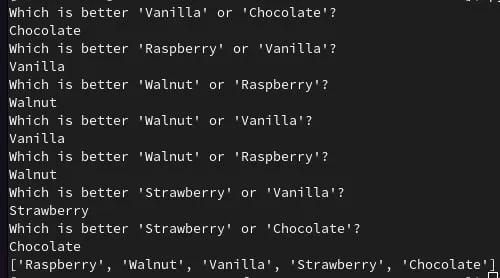 Which is better 'Vanilla' or 'Chocolate'?
Chocolate
Which is better 'Raspberry' or 'Vanilla'?
Vanilla
Which is better 'Walnut' or 'Raspberry'?
Walnut
Which is better 'Walnut' or 'Vanilla'?
Vanilla
Which is better 'Walnut' or 'Raspberry'?
Walnut
Which is better 'Strawberry' or 'Vanilla'?
Strawberry
Which is better 'Strawberry' or 'Chocolate'?
Chocolate
['Raspberry', 'Walnut', 'Vanilla', 'Strawberry', 'Chocolate']